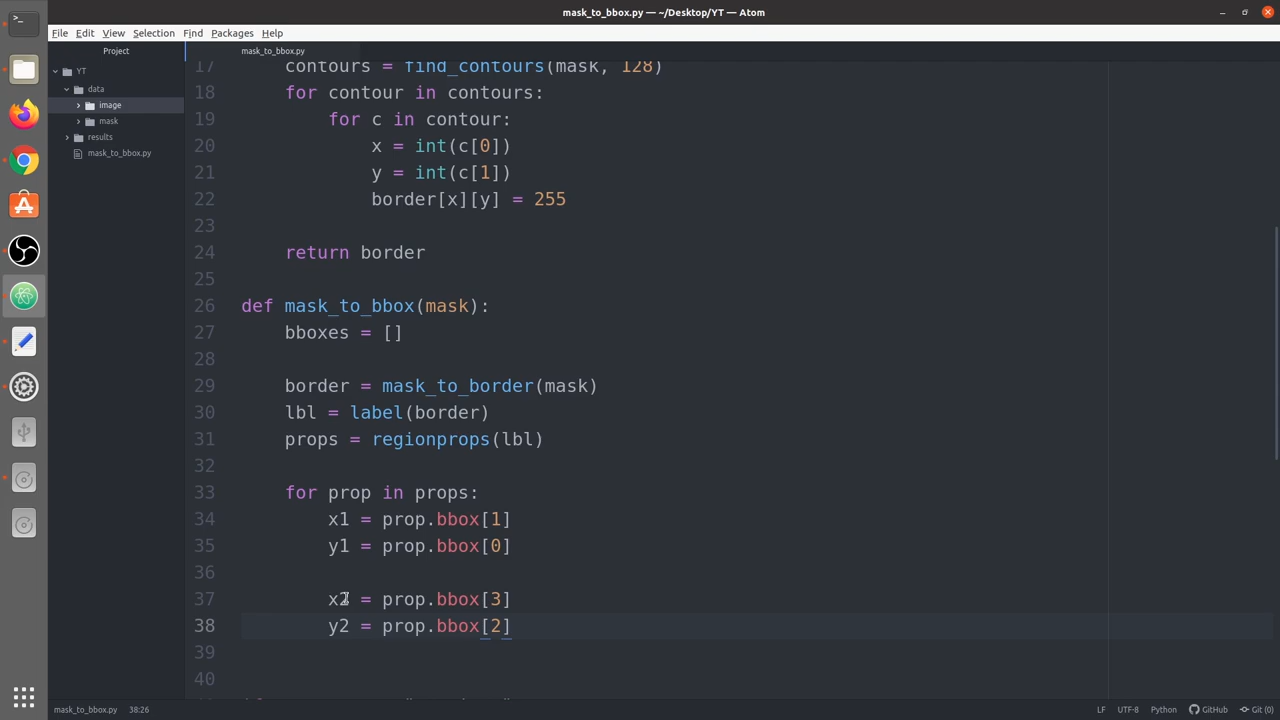 mask_to_bbox.py — ~/Desktop/YT — Atom
File Edit View Selection Find Packages Help
Project
mask_to_bbox.py
YT
data
image
mask
results
mask_to_bbox.py
17 contours = find_contours(mask, 128)
18 for contour in contours:
19 for c in contour:
20 x = int(c[0])
21 y = int(c[1])
22 border[x][y] = 255
23
24 return border
25
26 def mask_to_bbox(mask):
27 bboxes = []
28
29 border = mask_to_border(mask)
30 lbl = label(border)
31 props = regionprops(lbl)
32
33 for prop in props:
34 x1 = prop.bbox[1]
35 y1 = prop.bbox[0]
36
37 x2 = prop.bbox[3]
38 y2 = prop.bbox[2]
39
40
mask_to_bbox.py 38:26 LF UTF-8 Python GitHub Git (0)